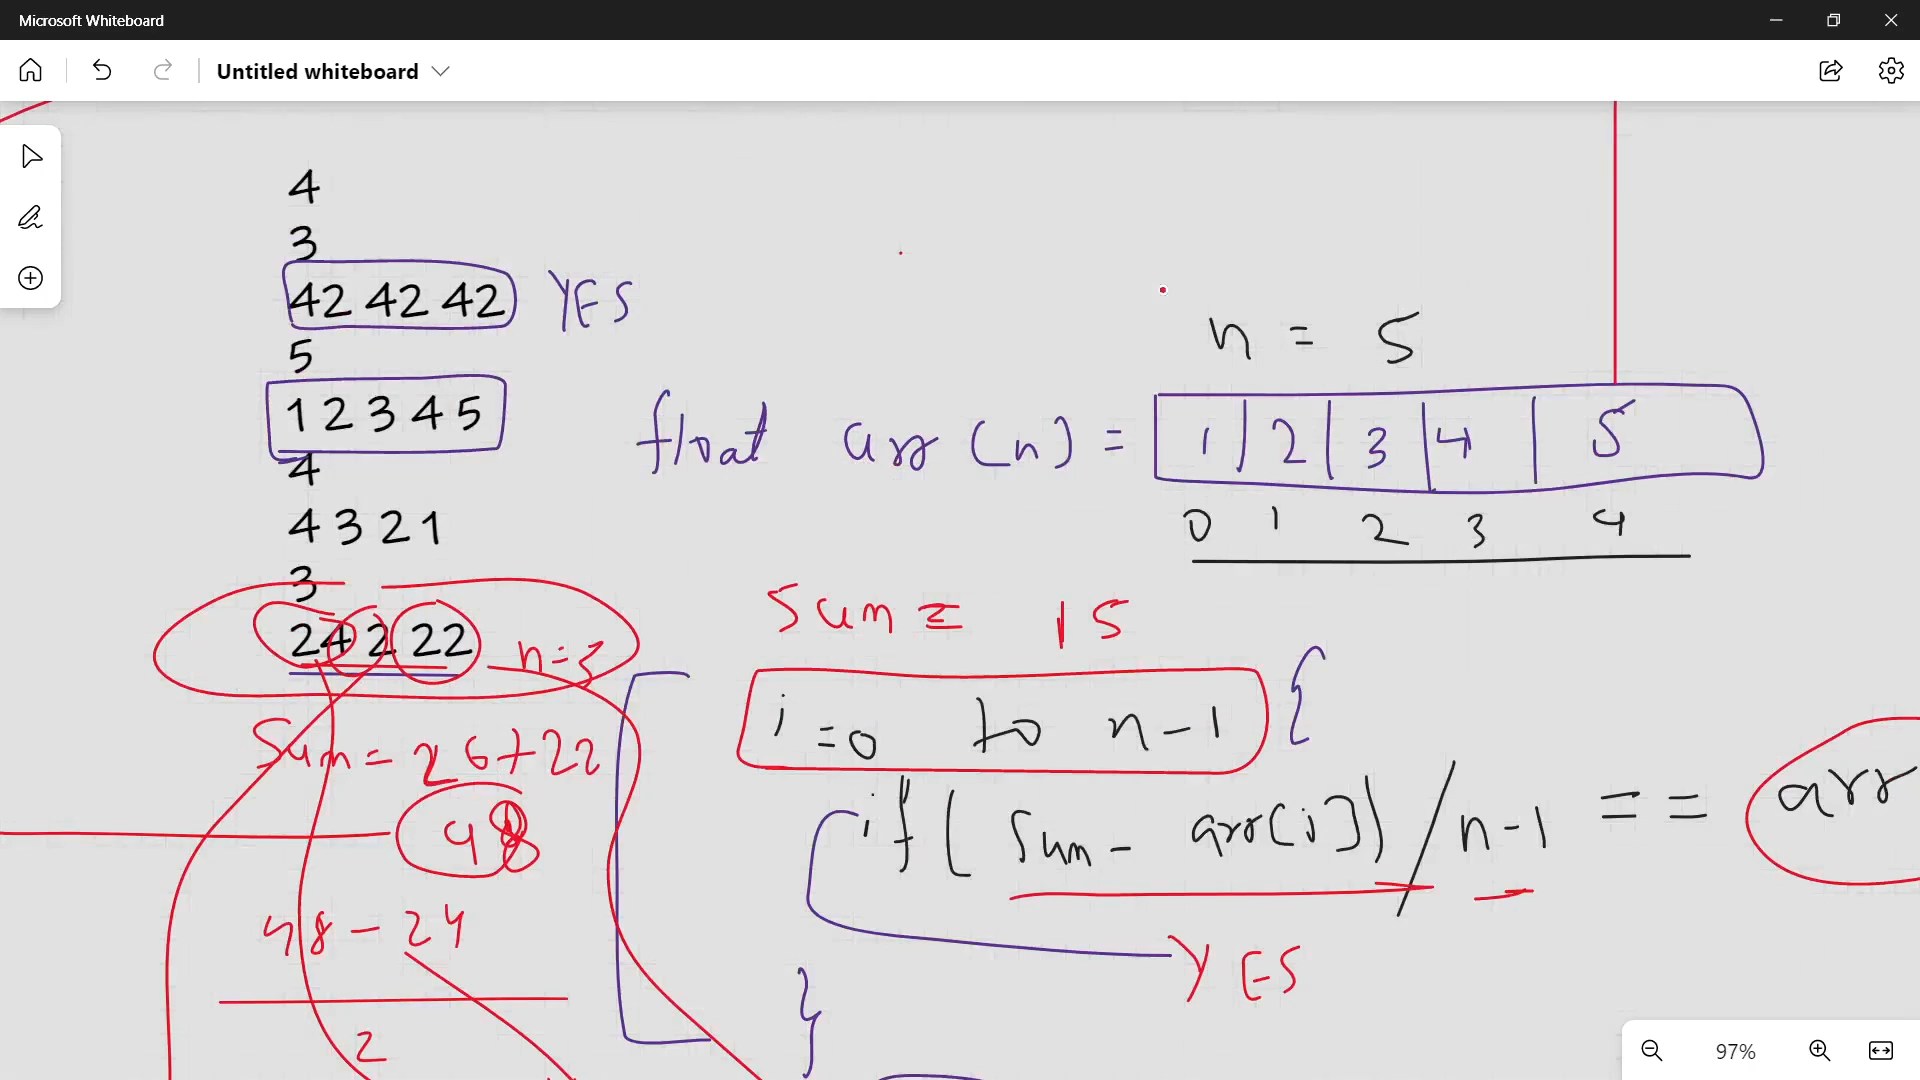 Microsoft Whiteboard
Untitled whiteboard
4
3
42 42 42 YES
5
1 2 3 4 5
4
4 3 2 1
3
24 2 22 n=3
Sum = 26+22
48
48 - 24
2
n = 5
float arr (n) = 1 2 3 4 5
0 1 2 3 4
Sum = 15
i=0 to n-1 {
if (Sum - arr[i]) / n-1 == arr
YES
}
97%